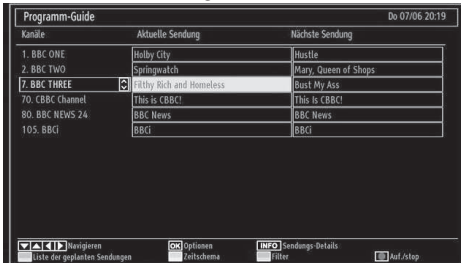 Programm-Guide Do 07/06 20:19
Kanäle Aktuelle Sendung Nächste Sendung
1. BBC ONE Holby City Hustle
2. BBC TWO Springwatch Mary, Queen of Shops
7. BBC THREE Filthy Rich and Homeless Bust My Ass
70. CBBC Channel This is CBBC! This Is CBBC!
80. BBC NEWS 24 BBC News BBC News
105. BBCi BBCi BBCi
Navigieren OK Optionen INFO Sendungs-Details
Liste der geplanten Sendungen Zeitschema Filter Auf./stop